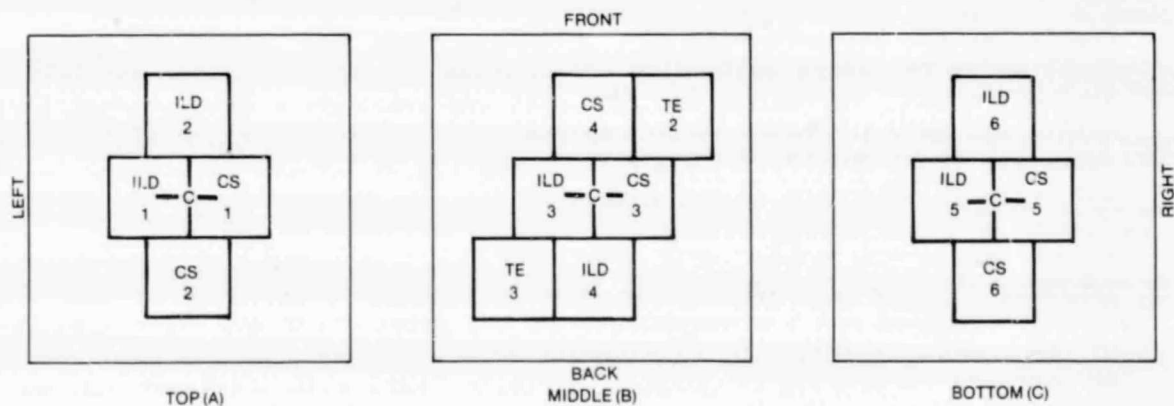 FRONT
LEFT
ILD
2
ILD CS
C
1 1
CS
2
TOP (A)
CS TE
4 2
ILD CS
C
3 3
TE ILD
3 4
BACK
MIDDLE (B)
ILD
6
ILD CS
5 C 5
CS
6
BOTTOM (C)
RIGHT